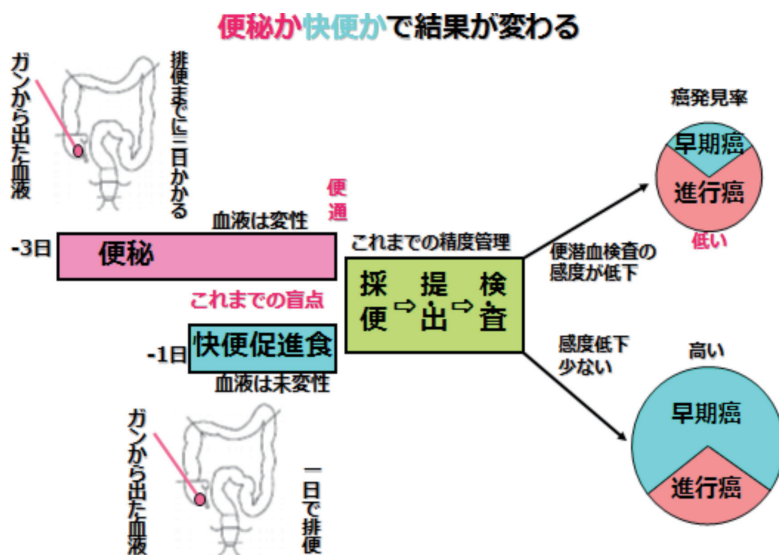 便秘か快便かで結果が変わる
ガンから出た血液
排便までに三日かかる
便通
癌発見率
早期癌
進行癌
低い
血液は変性
-3日
便秘
これまでの精度管理
便潜血検査の
感度が低下
これまでの盲点
採便⇨提出⇨検査
-1日
快便促進食
血液は未変性
感度低下
少ない
高い
早期癌
進行癌
ガンから出た血液
一日で排便